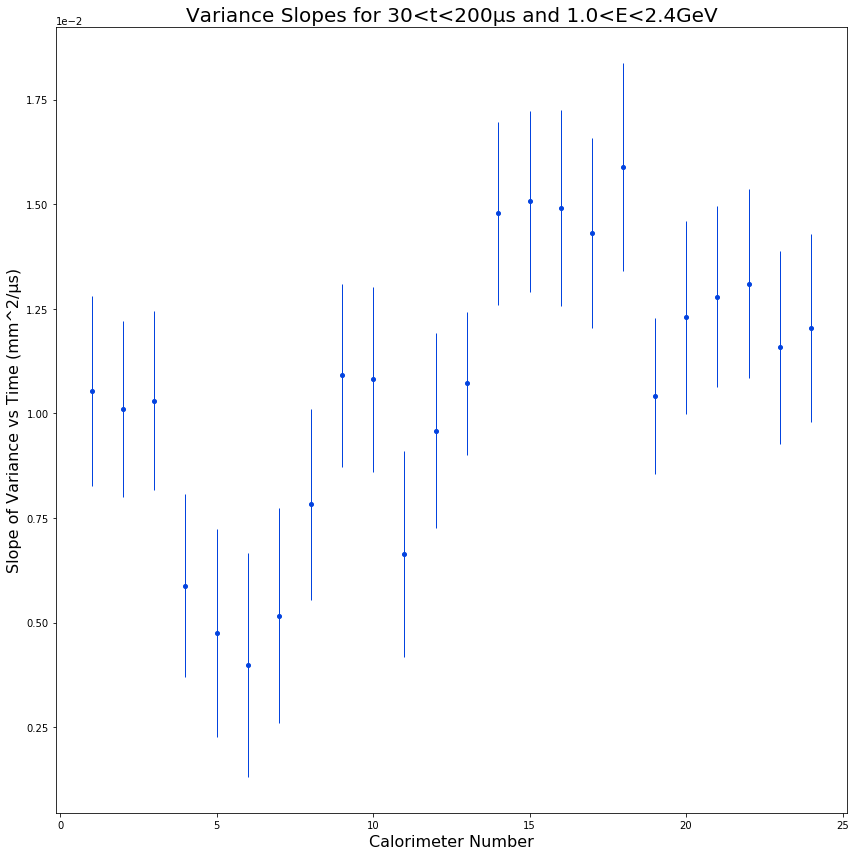 Variance Slopes for 30<t<200μs and 1.0<E<2.4GeV
1e−2
1.75
1.50
1.25
1.00
0.75
0.50
0.25
Slope of Variance vs Time (mm^2/μs)
0 5 10 15 20 25
Calorimeter Number